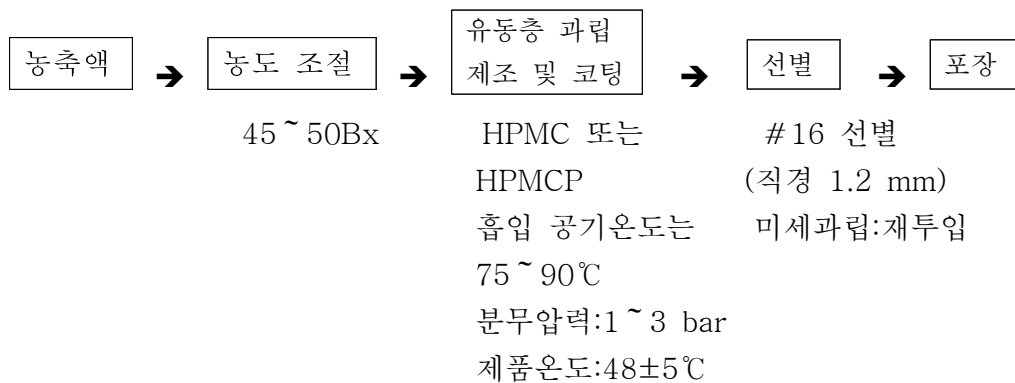 농축액 ➔ 농도 조절 ➔ 유동층 과립 제조 및 코팅 ➔ 선별 ➔ 포장
45~50Bx
HPMC 또는
HPMCP
흡입 공기온도는
75~90℃
분무압력:1~3 bar
제품온도:48±5℃
#16 선별
(직경 1.2 mm)
미세과립:재투입